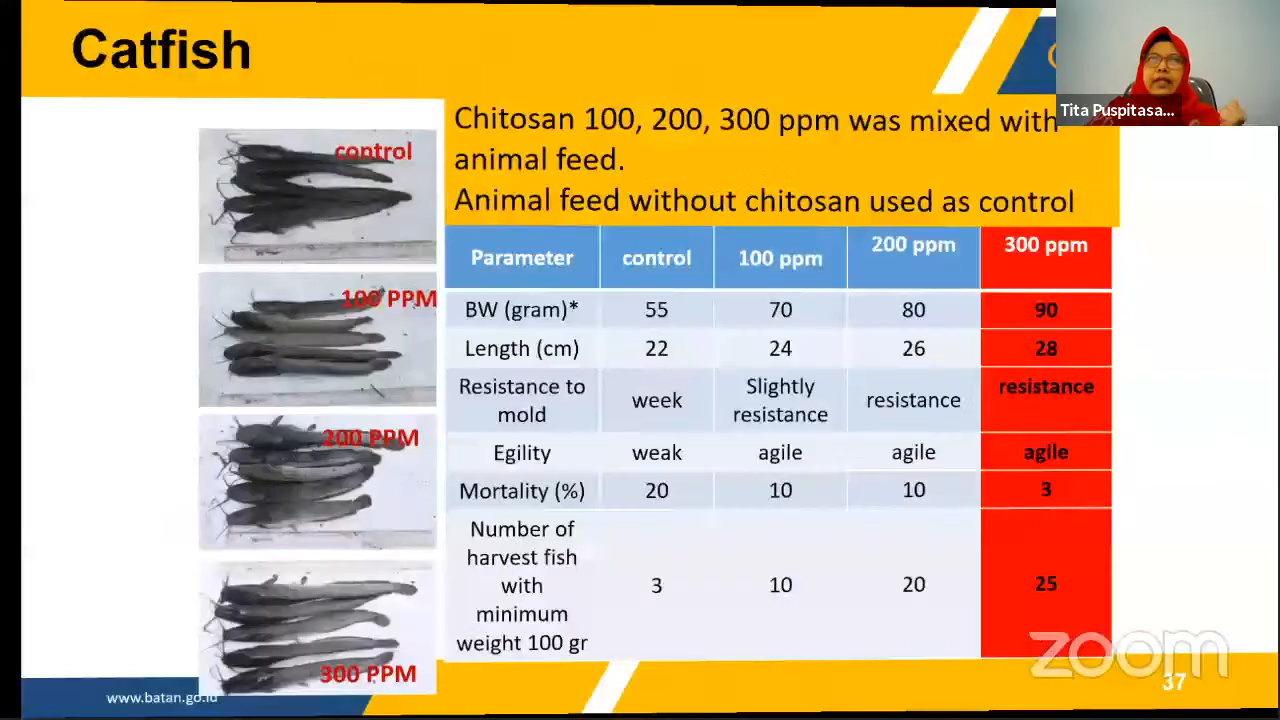 Catfish
Tita Puspitasa...
Chitosan 100, 200, 300 ppm was mixed with
animal feed.
Animal feed without chitosan used as control
control
100 PPM
200 PPM
300 PPM
Parameter control 100 ppm 200 ppm 300 ppm
BW (gram)* 55 70 80 90
Length (cm) 22 24 26 28
Resistance to
mold week Slightly
resistance resistance resistance
Egility weak agile agile agile
Mortality (%) 20 10 10 3
Number of
harvest fish
with
minimum
weight 100 gr 3 10 20 25
zoom
www.batan.go.id
37